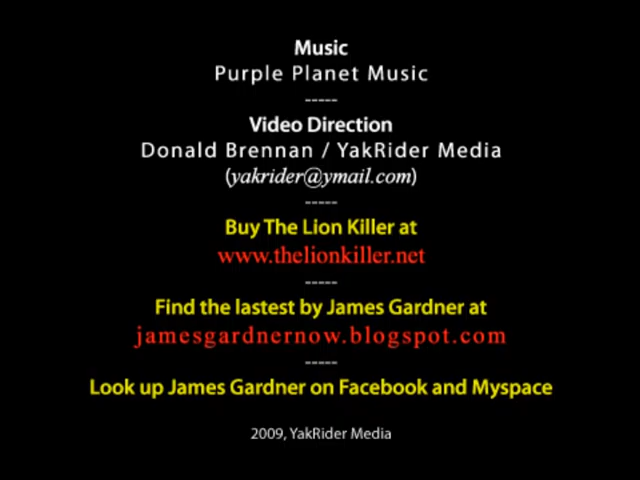 Music
Purple Planet Music
-----
Video Direction
Donald Brennan / YakRider Media
(yakrider@ymail.com)
-----
Buy The Lion Killer at
www.thelionkiller.net
-----
Find the lastest by James Gardner at
jamesgardnernow.blogspot.com
-----
Look up James Gardner on Facebook and Myspace
2009, YakRider Media